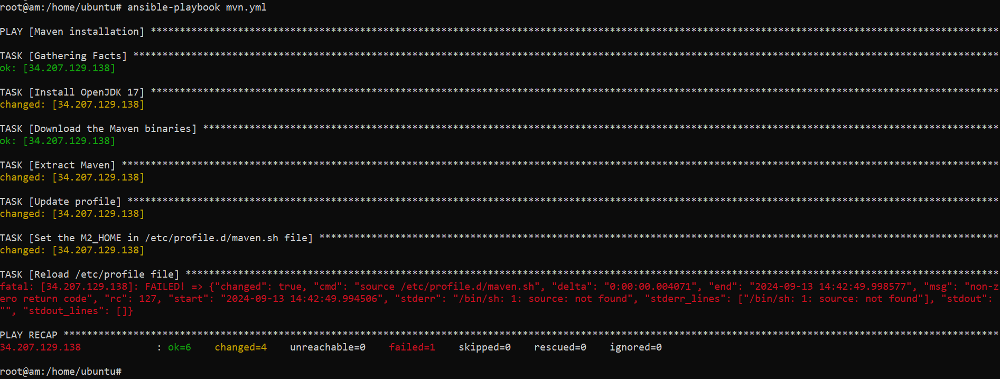 root@am:/home/ubuntu# ansible-playbook mvn.yml
PLAY [Maven installation] **************************************************************************************************************************************************
TASK [Gathering Facts] *****************************************************************************************************************************************************
ok: [34.207.129.138]
TASK [Install OpenJDK 17] **************************************************************************************************************************************************
changed: [34.207.129.138]
TASK [Download the Maven binaries] *****************************************************************************************************************************************
ok: [34.207.129.138]
TASK [Extract Maven] *******************************************************************************************************************************************************
changed: [34.207.129.138]
TASK [Update profile] ******************************************************************************************************************************************************
changed: [34.207.129.138]
TASK [Set the M2_HOME in /etc/profile.d/maven.sh file] *********************************************************************************************************************
changed: [34.207.129.138]
TASK [Reload /etc/profile file] ********************************************************************************************************************************************
fatal: [34.207.129.138]: FAILED! => {"changed": true, "cmd": "source /etc/profile.d/maven.sh", "delta": "0:00:00.004071", "end": "2024-09-13 14:42:49.998577", "msg": "non-z
ero return code", "rc": 127, "start": "2024-09-13 14:42:49.994506", "stderr": "/bin/sh: 1: source: not found", "stderr_lines": ["/bin/sh: 1: source: not found"], "stdout":
"", "stdout_lines": []}
PLAY RECAP *****************************************************************************************************************************************************************
34.207.129.138             : ok=6    changed=4    unreachable=0    failed=1    skipped=0    rescued=0    ignored=0
root@am:/home/ubuntu#